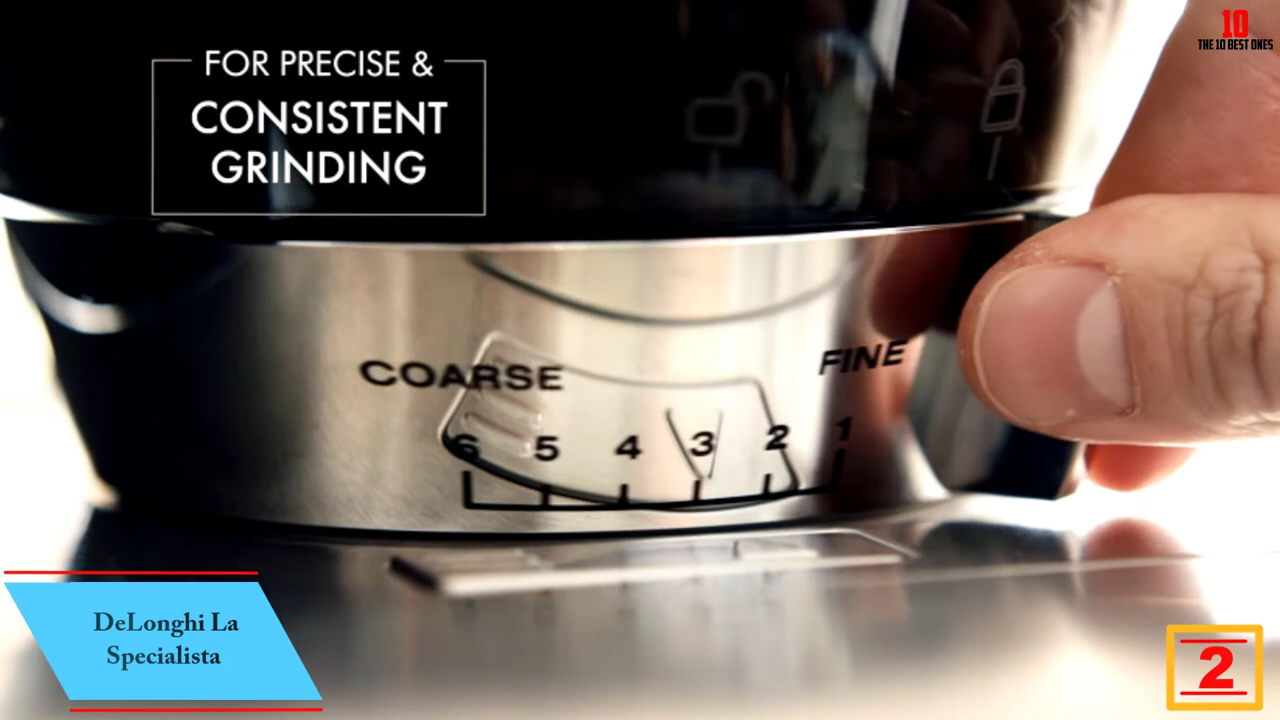 10
THE 10 BEST ONES
FOR PRECISE &
CONSISTENT
GRINDING
COARSE
FINE
6 5 4 3 2 1
DeLonghi La
Specialista
2